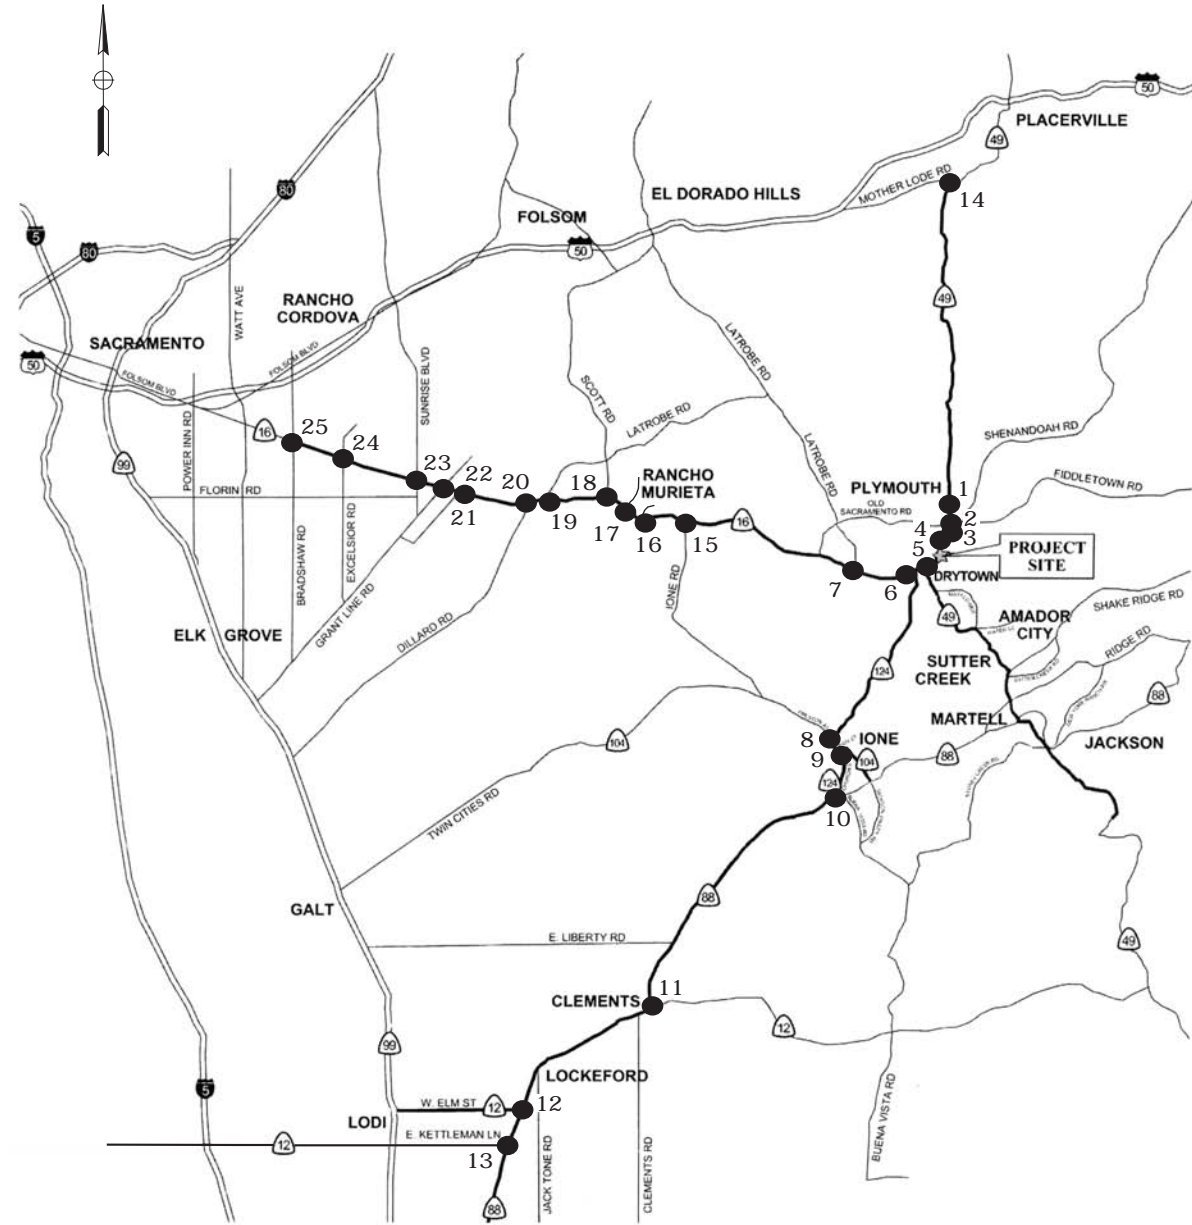 50
PLACERVILLE
49
MOTHER LODE RD
14
EL DORADO HILLS
80
FOLSOM
5
80
50
WATT AVE
RANCHO
CORDOVA
49
SACRAMENTO
50
FOLSOM BLVD
FOLSOM BLVD
SUNRISE BLVD
LATROBE RD
SCOTT RD
LATROBE RD
POWER INN RD
16
25
24
99
SHENANDOAH RD
FLORIN RD
23
22
21
20
19
18
17
RANCHO
MURIETA
16
15
LATROBE RD
16
PLYMOUTH
OLD
SACRAMENTO RD
FIDDLETOWN RD
1
2
3
4
5
PROJECT
SITE
BRADSHAW RD
EXCELSIOR RD
GRANT LINE RD
DILLARD RD
IONE RD
7
6
DRYTOWN
49
AMADOR
CITY
SHAKE RIDGE RD
ELK GROVE
124
SUTTER
CREEK
RIDGE RD
88
MARTELL
JACKSON
104
8
IONE
9
104
88
124
10
TWIN CITIES RD
88
GALT
E. LIBERTY RD
49
11
CLEMENTS
12
99
LOCKEFORD
5
W. ELM ST
12
12
LODI
E. KETTLEMAN LN
12
13
JACK TONE RD
CLEMENTS RD
BUENA VISTA RD
88